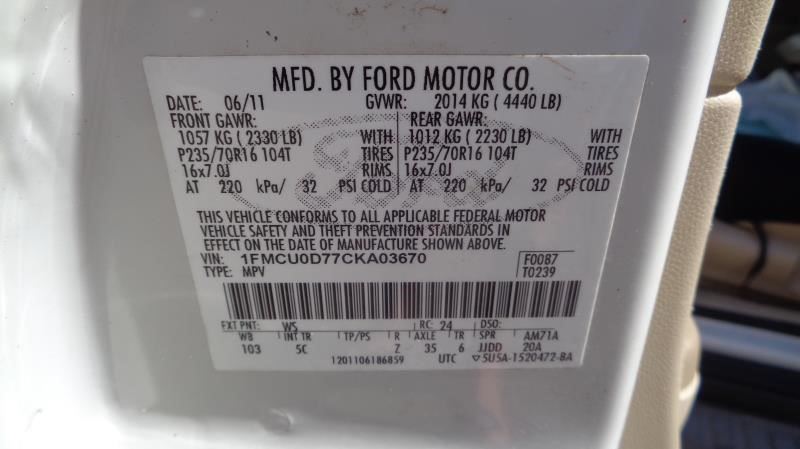 MFD. BY FORD MOTOR CO.
DATE: 06/11 GVWR: 2014 KG ( 4440 LB)
FRONT GAWR: REAR GAWR:
1057 KG ( 2330 LB) WITH 1012 KG ( 2230 LB) WITH
P235/70R16 104T TIRES P235/70R16 104T TIRES
16x7.0J RIMS 16x7.0J RIMS
AT 220 kPa/ 32 PSI COLD AT 220 kPa/ 32 PSI COLD
THIS VEHICLE CONFORMS TO ALL APPLICABLE FEDERAL MOTOR
VEHICLE SAFETY AND THEFT PREVENTION STANDARDS IN
EFFECT ON THE DATE OF MANUFACTURE SHOWN ABOVE.
VIN: 1FMCU0D77CKA03670 F0087
TYPE: MPV T0239
EXT PNT: WS RC: 24 DSO:
WB INT TR TP/PS R AXLE TR SPR AM71A
103 5C Z 35 6 JJDD 20A
1201106186859 UTC ▽5U5A-1520472-BA